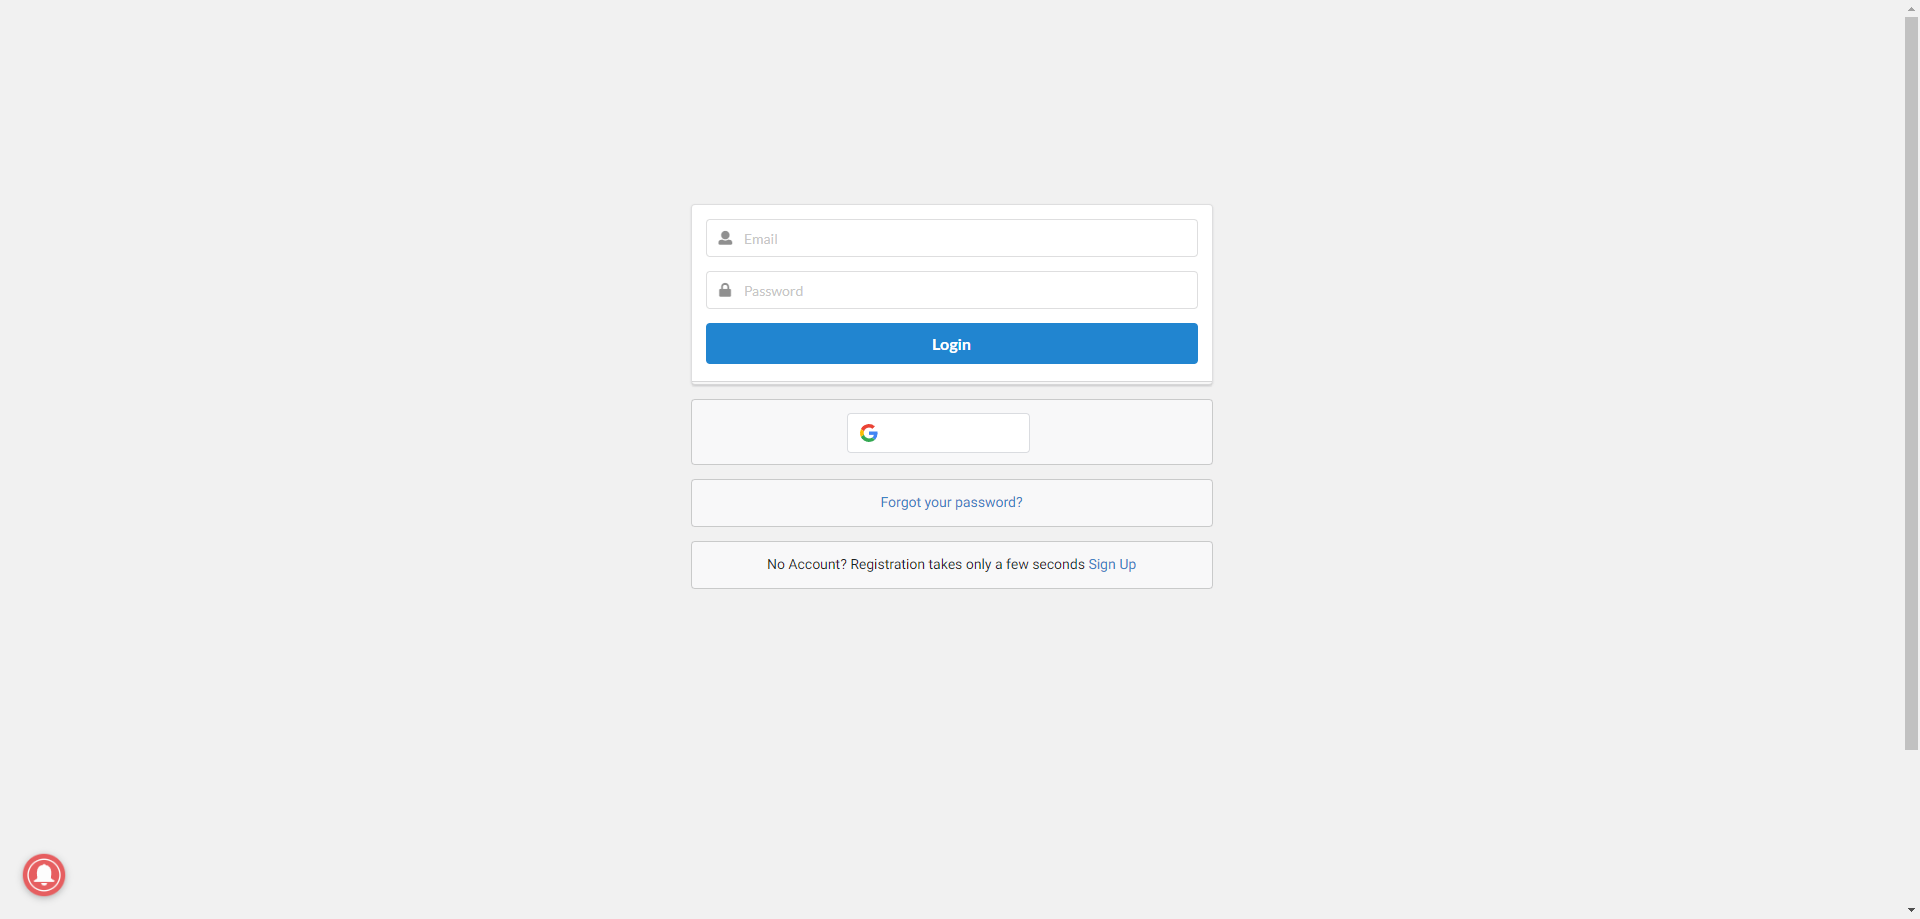 Email
Password
Login
Forgot your password?
No Account? Registration takes only a few seconds Sign Up